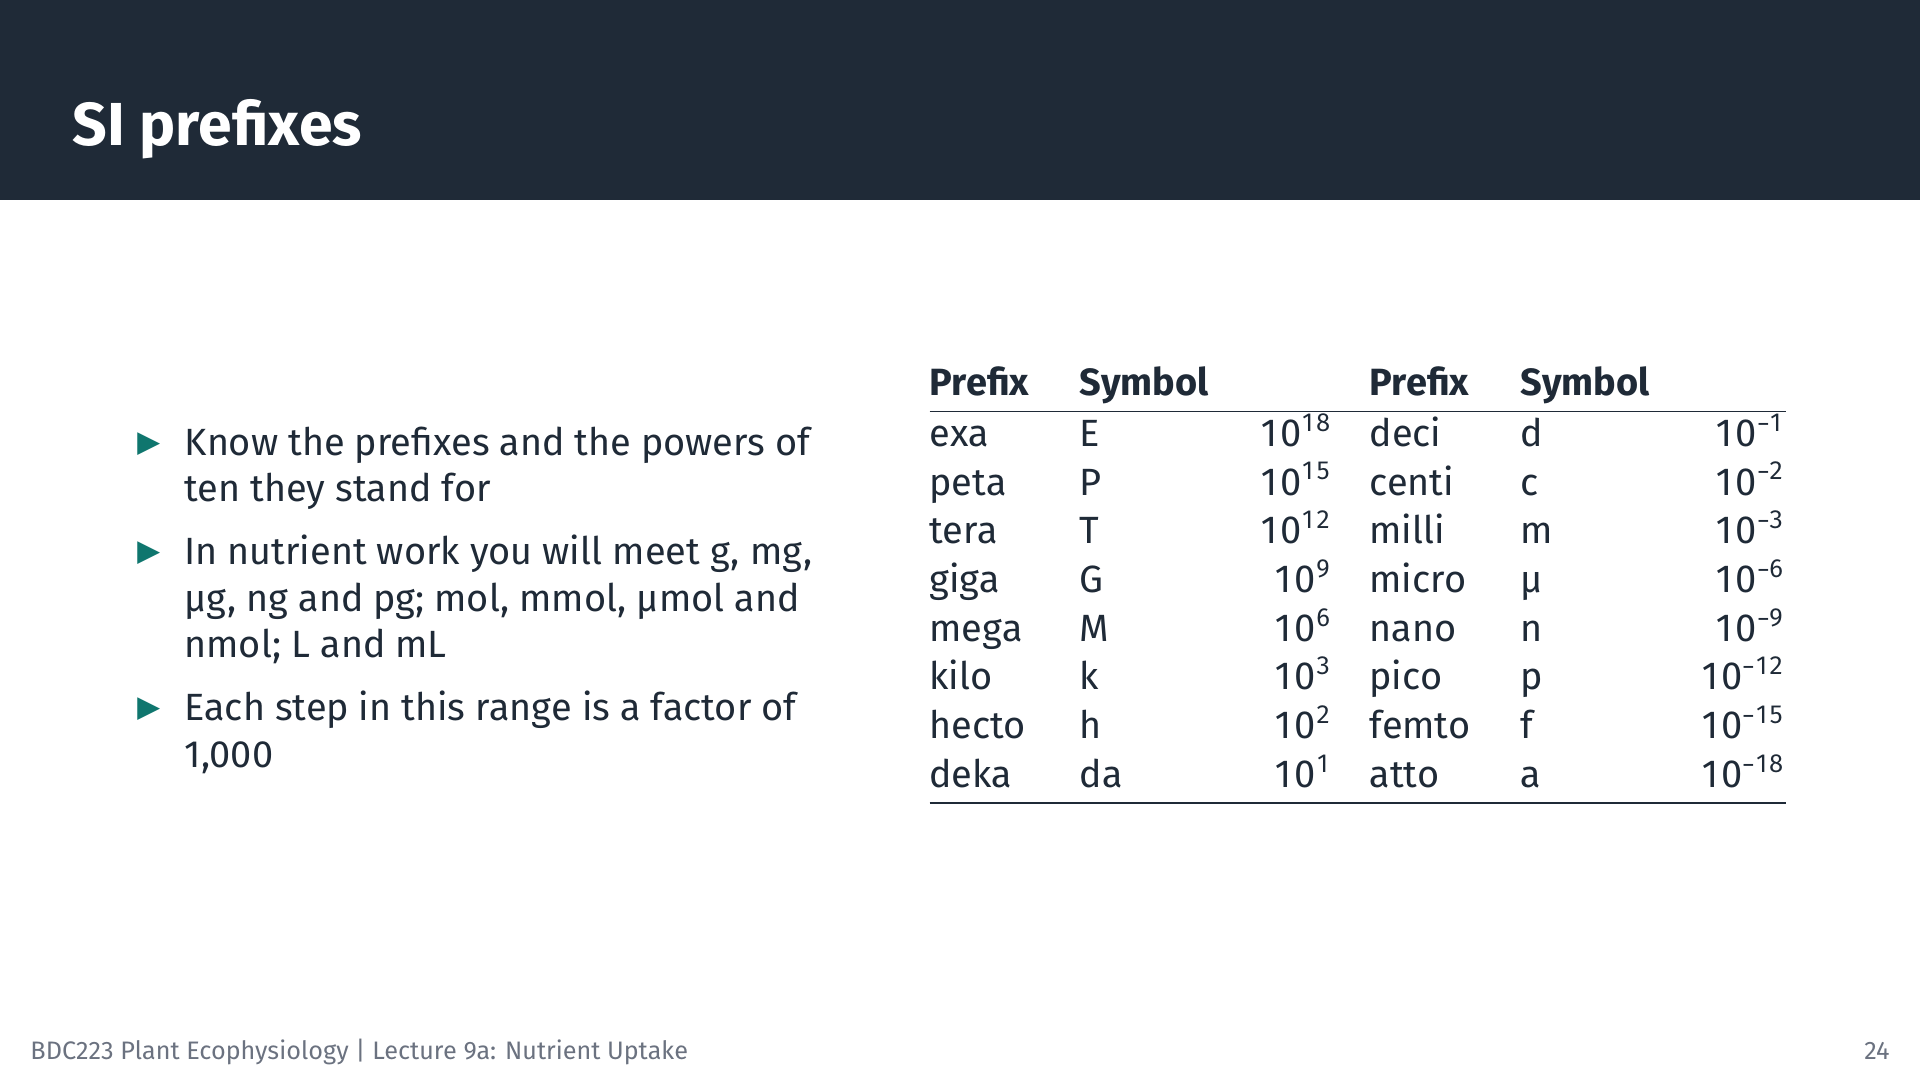 SI prefixes
► Know the prefixes and the powers of
ten they stand for
► In nutrient work you will meet g, mg,
µg, ng and pg; mol, mmol, µmol and
nmol; L and mL
► Each step in this range is a factor of
1,000
Prefix Symbol Prefix Symbol
exa E 10¹⁸ deci d 10⁻¹
peta P 10¹⁵ centi c 10⁻²
tera T 10¹² milli m 10⁻³
giga G 10⁹ micro µ 10⁻⁶
mega M 10⁶ nano n 10⁻⁹
kilo k 10³ pico p 10⁻¹²
hecto h 10² femto f 10⁻¹⁵
deka da 10¹ atto a 10⁻¹⁸
BDC223 Plant Ecophysiology | Lecture 9a: Nutrient Uptake 24